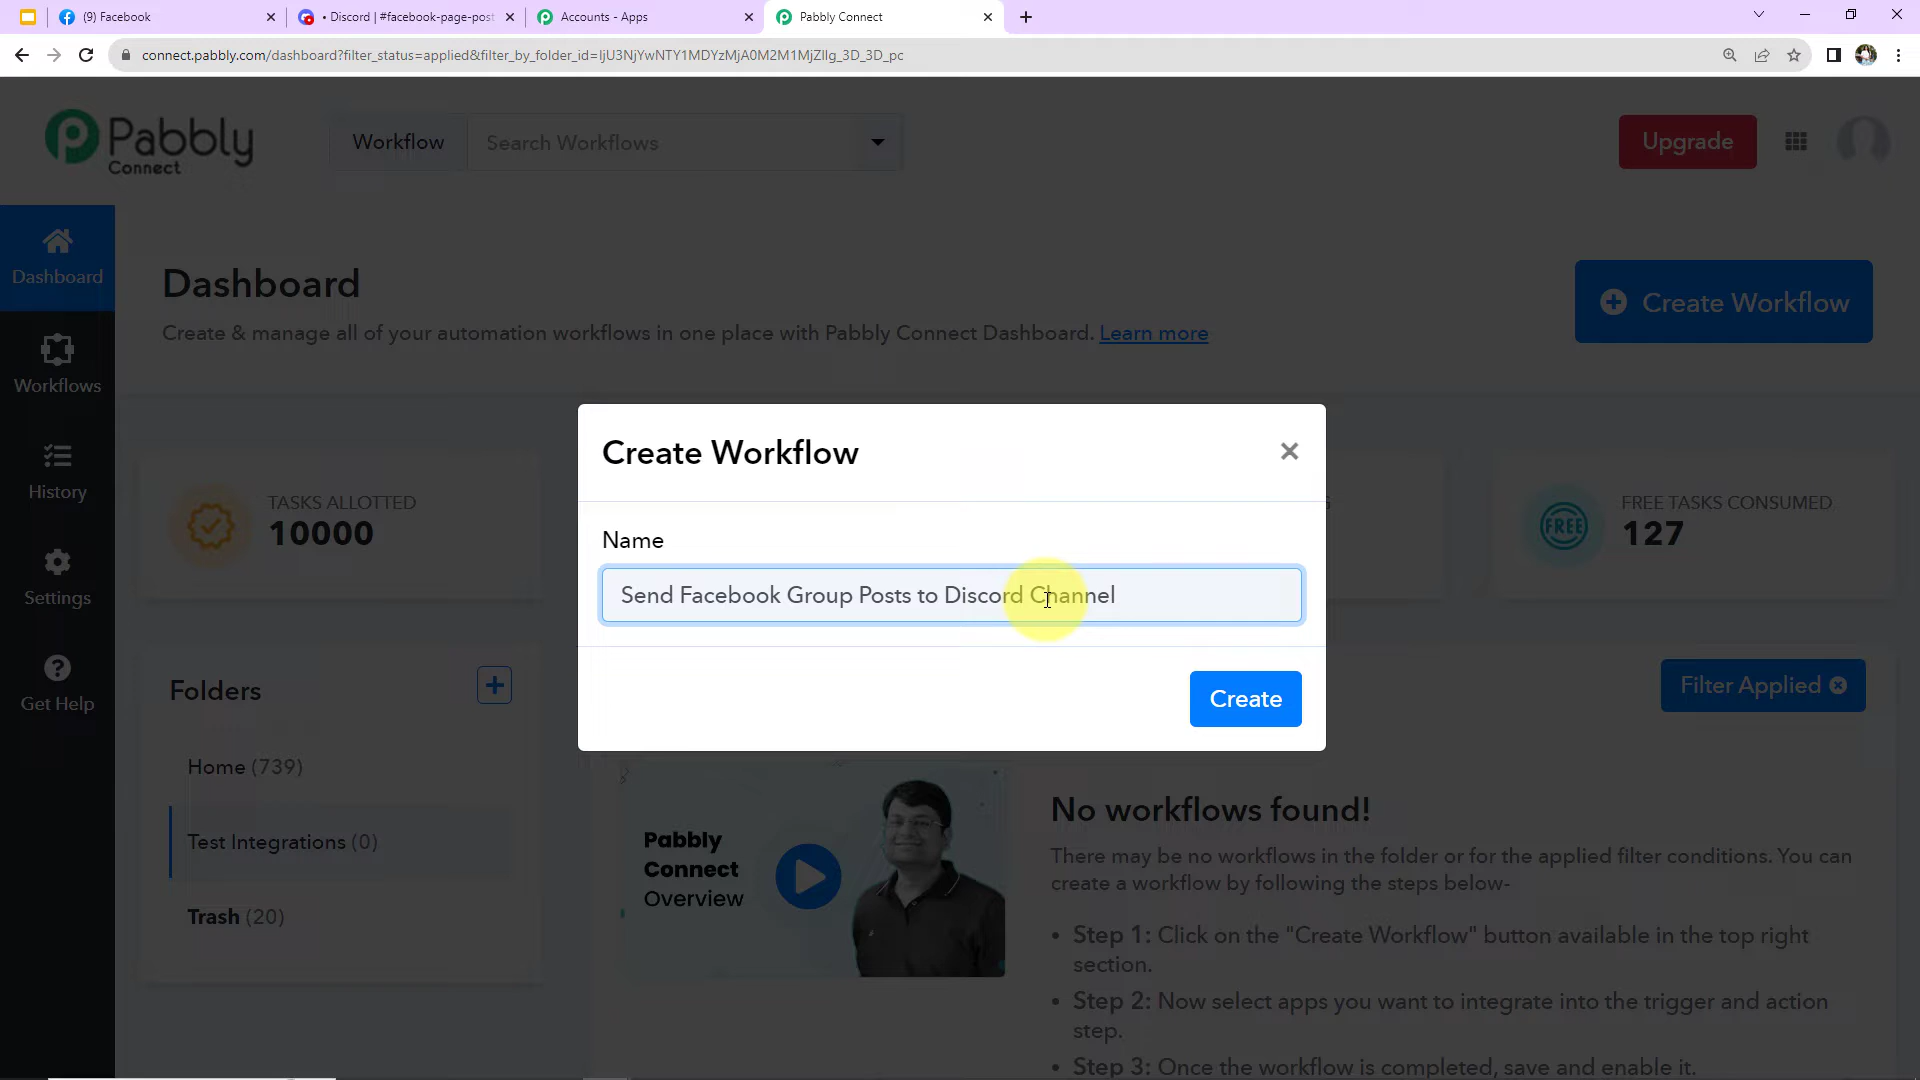 (9) Facebook
• Discord | #facebook-page-post
Accounts - Apps
Pabbly Connect
connect.pabbly.com/dashboard?filter_status=applied&filter_by_folder_id=IjU3NjYwNTY1MDYzMjA0M2M1MjZlIg_3D_3D_pc
Pabbly
Connect
Workflow
Search Workflows
Upgrade
Dashboard
Workflows
History
Settings
Get Help
Dashboard
Create & manage all of your automation workflows in one place with Pabbly Connect Dashboard. Learn more
Create Workflow
TASKS ALLOTTED
10000
FREE TASKS CONSUMED
FREE
127
Create Workflow
Name
Send Facebook Group Posts to Discord Channel
Create
Folders
Home (739)
Test Integrations (0)
Trash (20)
Filter Applied
Pabbly
Connect
Overview
No workflows found!
There may be no workflows in the folder or for the applied filter conditions. You can
create a workflow by following the steps below-
• Step 1: Click on the "Create Workflow" button available in the top right
section.
• Step 2: Now select apps you want to integrate into the trigger and action
step.
• Step 3: Once the workflow is completed, save and enable it.